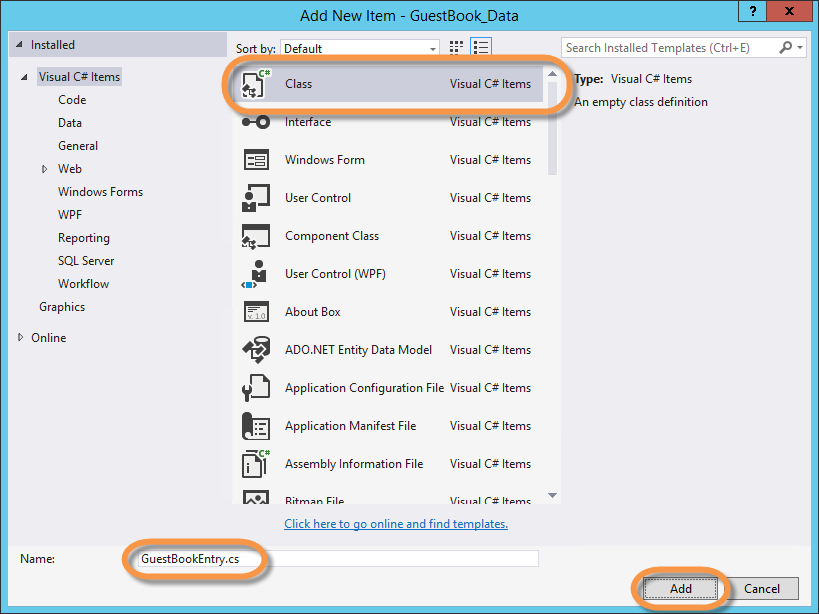 Add New Item - GuestBook_Data
?
x
Installed
Sort by: Default
Search Installed Templates (Ctrl+E)
Visual C# Items
Code
Data
General
Web
Windows Forms
WPF
Reporting
SQL Server
Workflow
Graphics
Online
C# Class Visual C# Items
Interface Visual C# Items
Windows Form Visual C# Items
User Control Visual C# Items
Component Class Visual C# Items
User Control (WPF) Visual C# Items
v. 1.0 About Box Visual C# Items
ADO.NET Entity Data Model Visual C# Items
Application Configuration File Visual C# Items
Application Manifest File Visual C# Items
C# Assembly Information File Visual C# Items
Bitmap File Visual C# Items
Click here to go online and find templates.
Type: Visual C# Items
An empty class definition
Name: GuestBookEntry.cs
Add Cancel